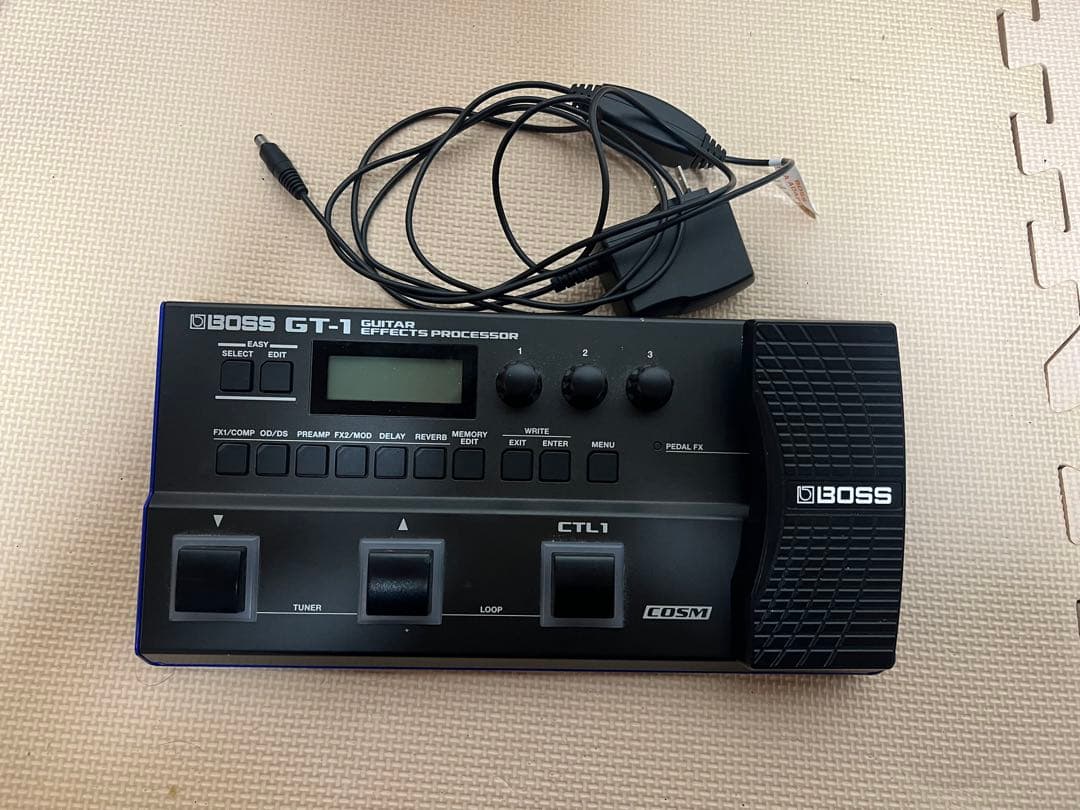 BOSS GT-1 GUITAR EFFECTS PROCESSOR
EASY
SELECT EDIT
1 2 3
FX1/COMP OD/DS PREAMP FX2/MOD DELAY REVERB MEMORY EDIT
WRITE
EXIT ENTER
MENU
PEDAL FX
BOSS
▼ ▲ CTL1
TUNER LOOP
COSM